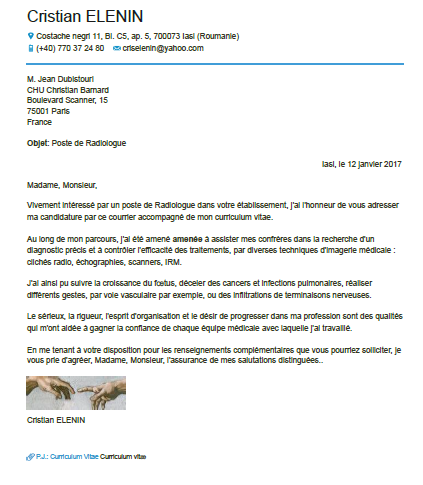 Cristian ELENIN
Costache negri 11, Bl. C5, ap. 5, 700073 Iasi (Roumanie)
(+40) 770 37 24 80 criselenin@yahoo.com
M. Jean Dubistouri
CHU Christian Barnard
Boulevard Scanner, 15
75001 Paris
France
Objet: Poste de Radiologue
Iasi, le 12 janvier 2017
Madame, Monsieur,
Vivement intéressé par un poste de Radiologue dans votre établissement, j'ai l'honneur de vous adresser
ma candidature par ce courrier accompagné de mon curriculum vitae.
Au long de mon parcours, j'ai été amené amenée à assister mes confrères dans la recherche d'un
diagnostic précis et à contrôler l'efficacité des traitements, par diverses techniques d'imagerie médicale :
clichés radio, échographies, scanners, IRM.
J'ai ainsi pu suivre la croissance du fœtus, déceler des cancers et infections pulmonaires, réaliser
différents gestes, par voie vasculaire par exemple, ou des infiltrations de terminaisons nerveuses.
Le sérieux, la rigueur, l'esprit d'organisation et le désir de progresser dans ma profession sont des qualités
qui m'ont aidée à gagner la confiance de chaque équipe médicale avec laquelle j'ai travaillé.
En me tenant à votre disposition pour les renseignements complémentaires que vous pourriez solliciter, je
vous prie d'agréer, Madame, Monsieur, l'assurance de mes salutations distinguées..
Cristian ELENIN
P.J.: Curriculum Vitae Curriculum vitae